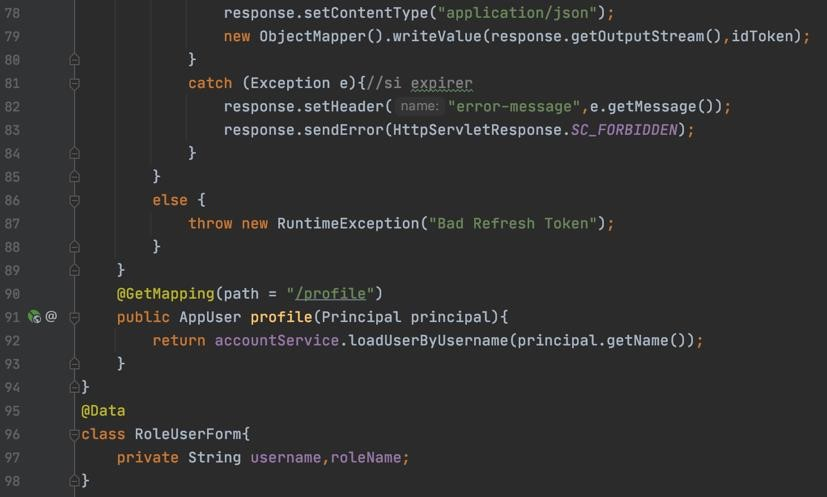 78 response.setContentType("application/json");
79 new ObjectMapper().writeValue(response.getOutputStream(),idToken);
80 }
81 catch (Exception e){//si expirer
82 response.setHeader( name: "error-message",e.getMessage());
83 response.sendError(HttpServletResponse.SC_FORBIDDEN);
84 }
85 }
86 else {
87 throw new RuntimeException("Bad Refresh Token");
88 }
89 }
90 @GetMapping(path = "/profile")
91 @ public AppUser profile(Principal principal){
92 return accountService.loadUserByUsername(principal.getName());
93 }
94 }
95 @Data
96 class RoleUserForm{
97 private String username,roleName;
98 }